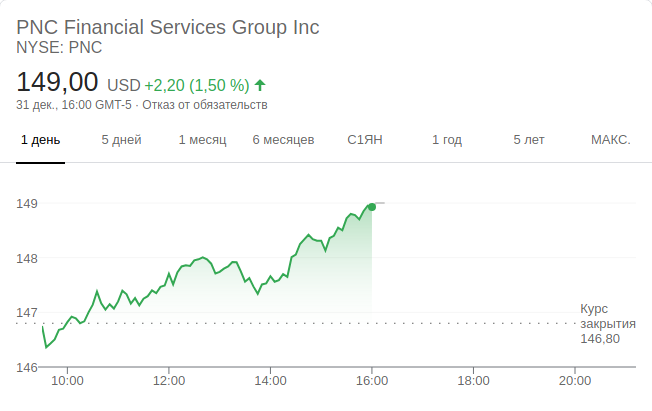 PNC Financial Services Group Inc
NYSE: PNC
149,00 USD +2,20 (1,50 %)
31 дек., 16:00 GMT-5 · Отказ от обязательств
1 день 5 дней 1 месяц 6 месяцев С1ЯН 1 год 5 лет МАКС.
149
148
147
146
Курс
закрытия
146,80
10:00 12:00 14:00 16:00 18:00 20:00